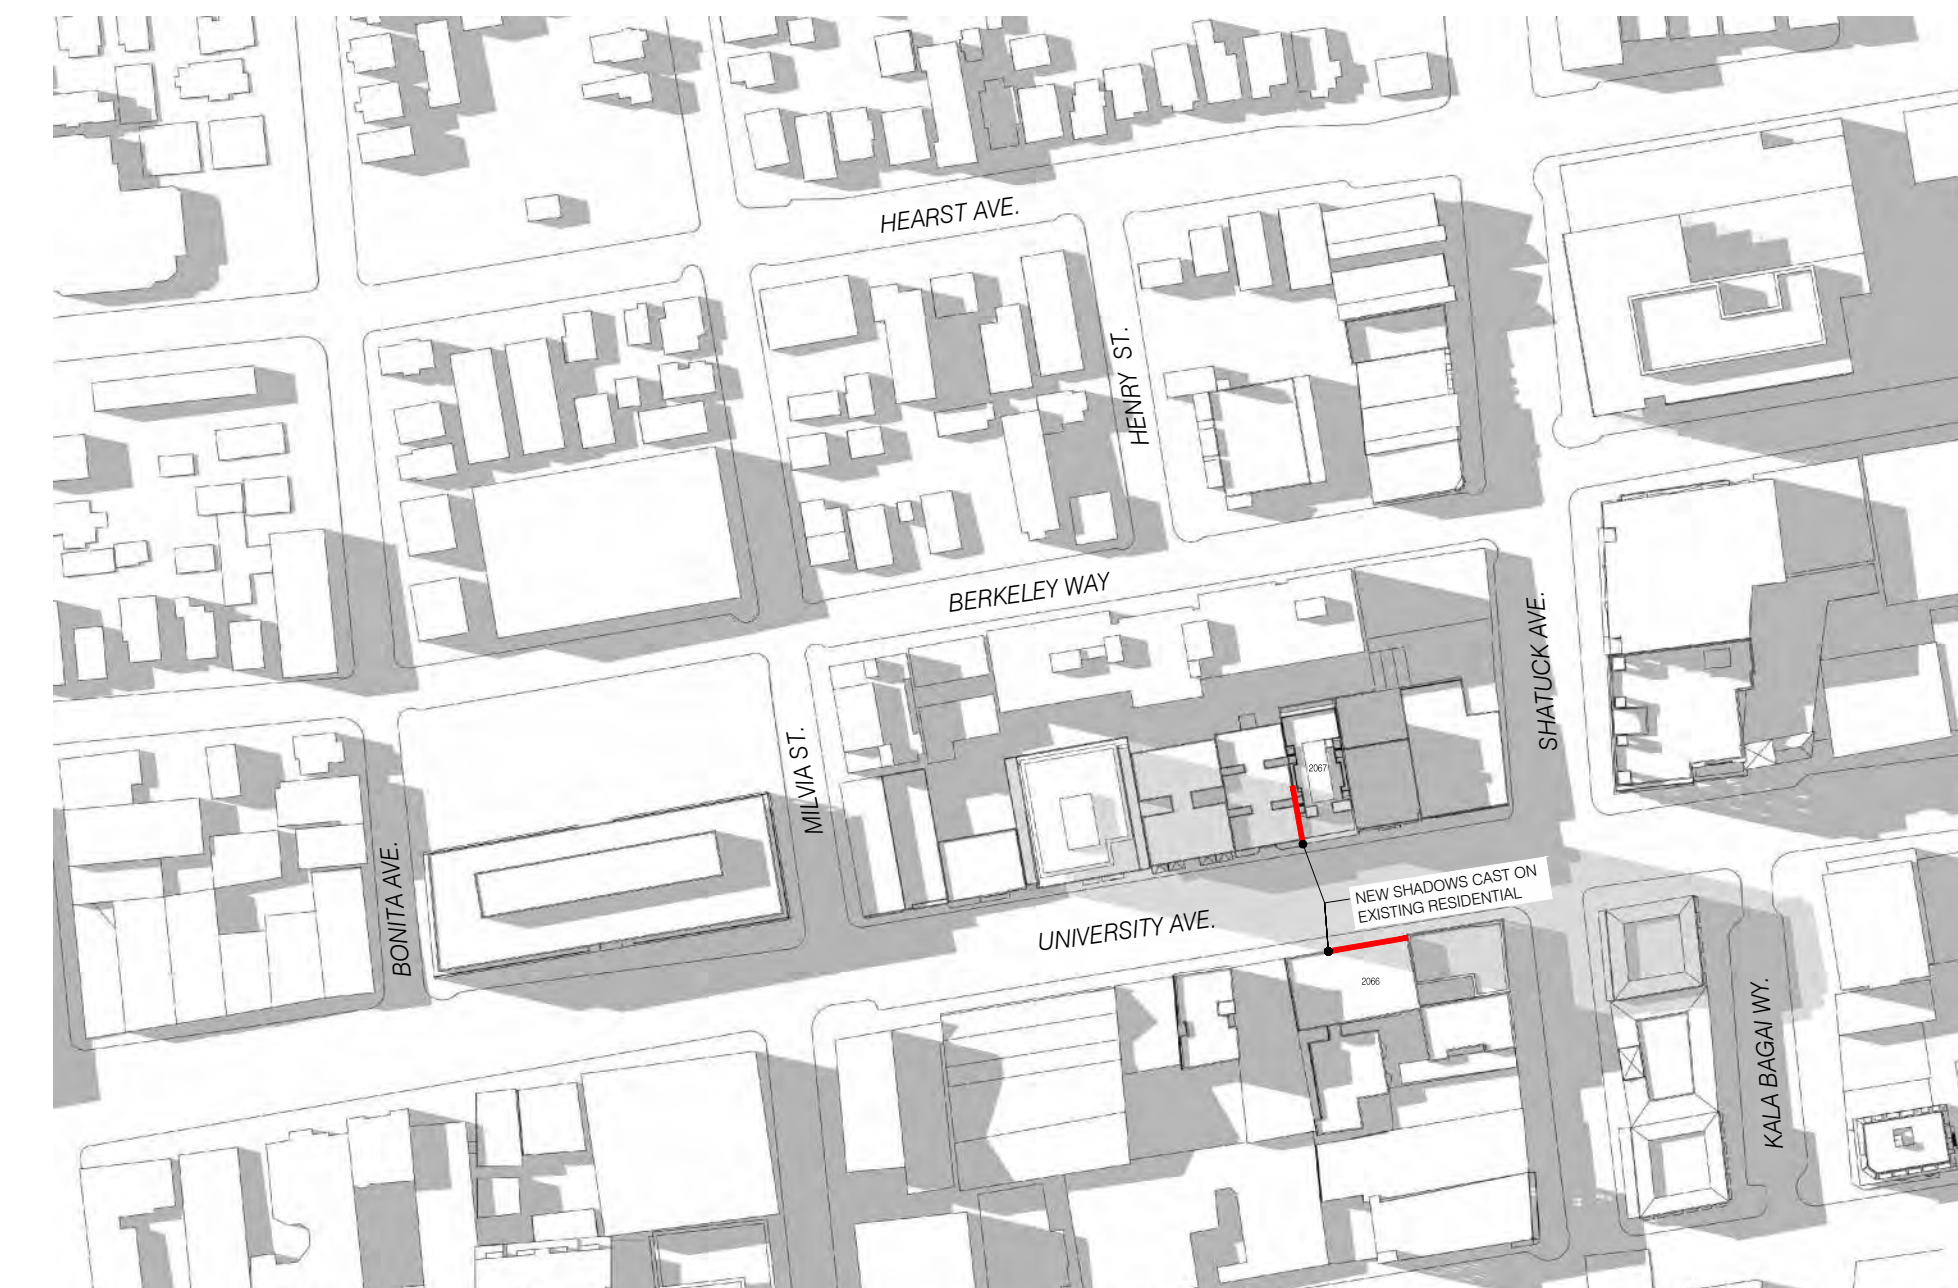 HEARST AVE.
HENRY ST.
BERKELEY WAY
SHATUCK AVE.
MILVIA ST.
2067
BONITA AVE.
NEW SHADOWS CAST ON
EXISTING RESIDENTIAL
UNIVERSITY AVE.
2066
KALA BAGAI WY.